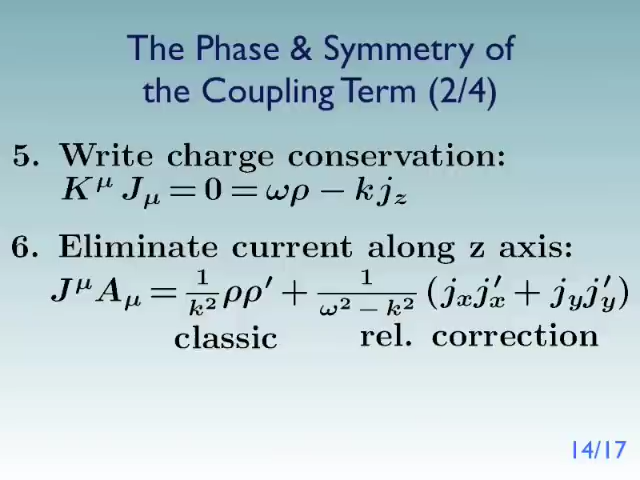 The Phase & Symmetry of
the Coupling Term (2/4)
5. Write charge conservation:
K^μ J_μ = 0 = ωρ − k j_z
6. Eliminate current along z axis:
J^μ A_μ = 1/k² ρρ′ + 1/(ω² − k²) (j_x j′_x + j_y j′_y)
classic rel. correction
14/17